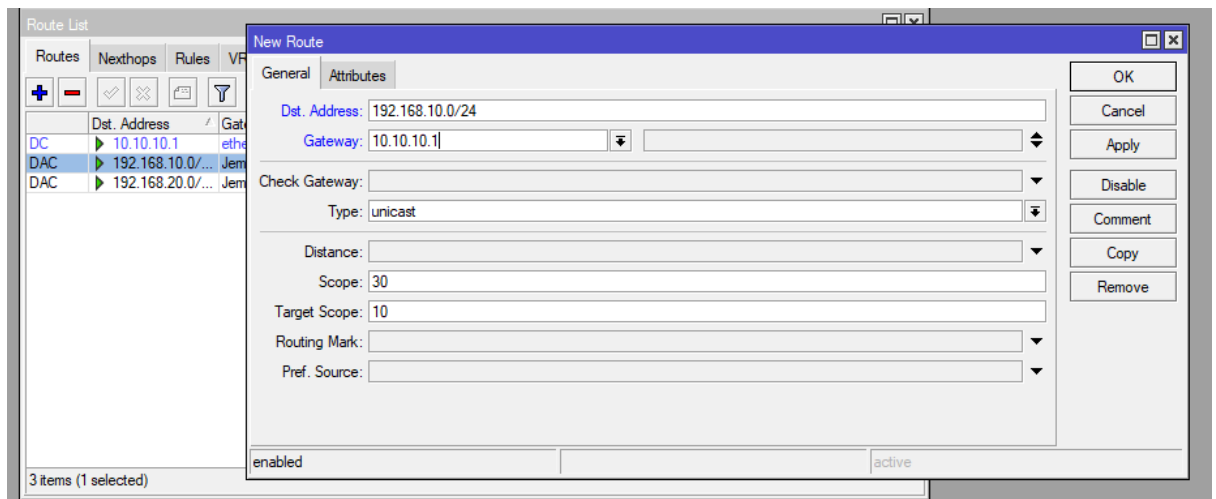 Route List
Routes Nexthops Rules VR
Dst. Address Gat
DC 10.10.10.1 ethe
DAC 192.168.10.0/... Jem
DAC 192.168.20.0/... Jem
3 items (1 selected)
New Route
General Attributes
Dst. Address: 192.168.10.0/24
Gateway: 10.10.10.1
Check Gateway:
Type: unicast
Distance:
Scope: 30
Target Scope: 10
Routing Mark:
Pref. Source:
enabled active
OK
Cancel
Apply
Disable
Comment
Copy
Remove